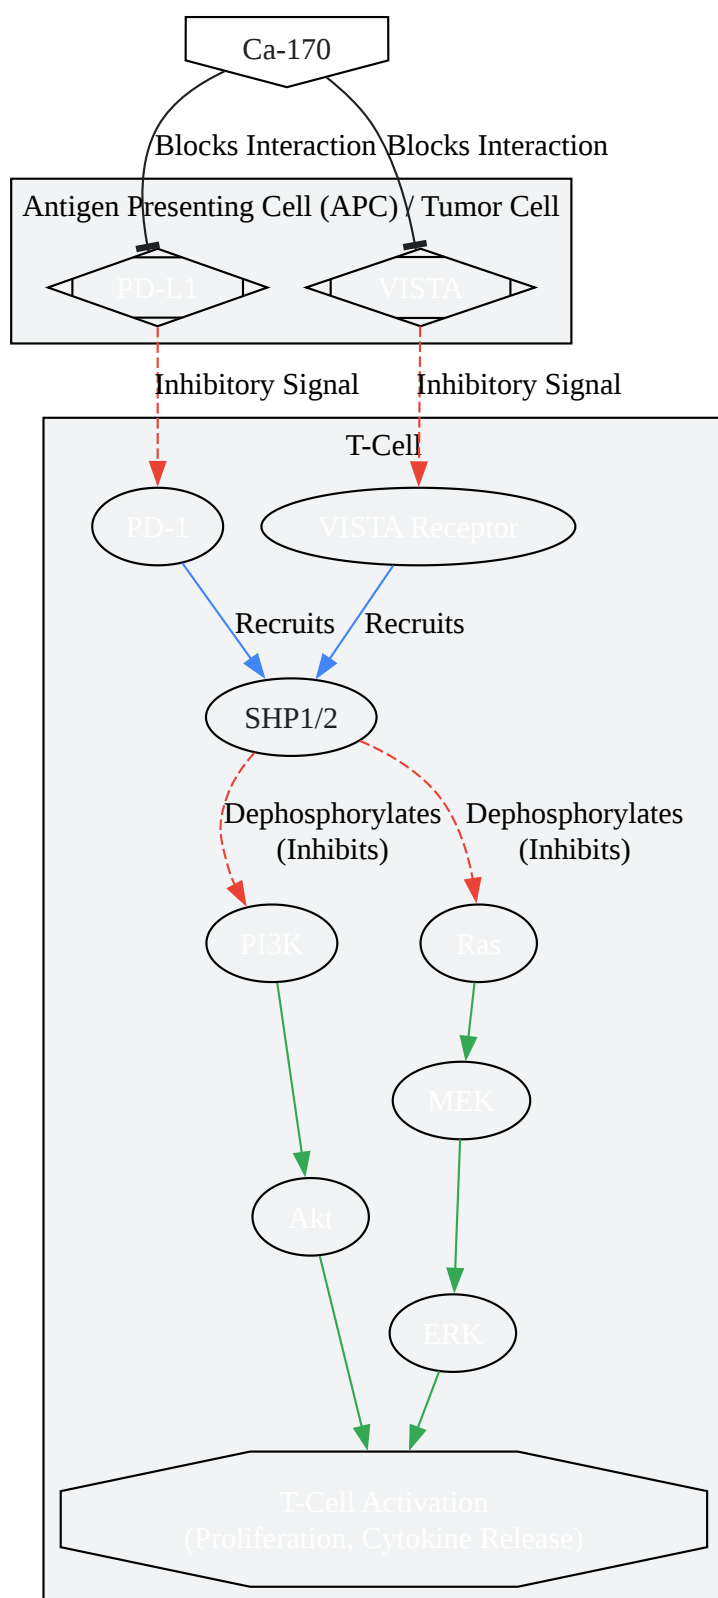 Ca-170
Blocks Interaction
Blocks Interaction
Antigen Presenting Cell (APC) / Tumor Cell
PD-L1
VISTA
Inhibitory Signal
Inhibitory Signal
T-Cell
PD-1
VISTA Receptor
Recruits
Recruits
SHP1/2
Dephosphorylates
(Inhibits)
Dephosphorylates
(Inhibits)
PI3K
Ras
MEK
Akt
ERK
T-Cell Activation
(Proliferation, Cytokine Release)